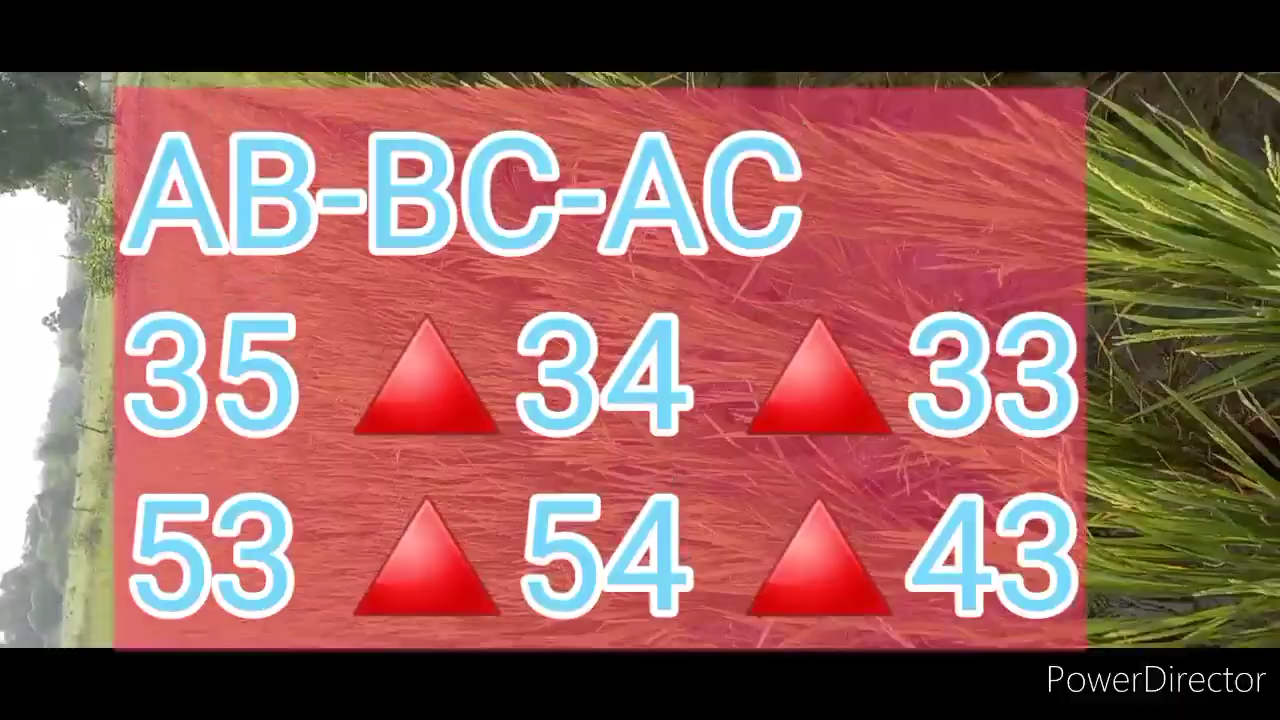 AB-BC-AC
35 🔺34 🔺33
53 🔺54 🔺43
PowerDirector